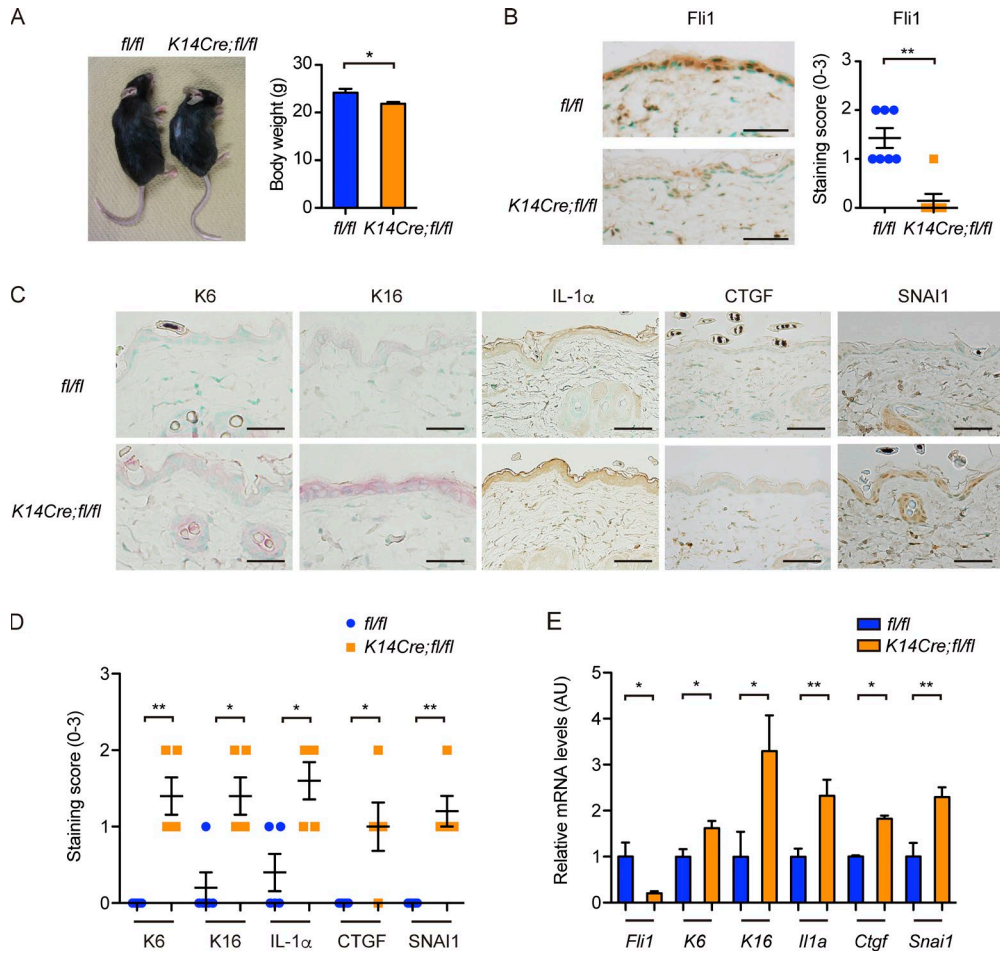 A
fl/fl K14Cre;fl/fl
*
30
20
10
0
Body weight (g)
fl/fl K14Cre;fl/fl
B
Fli1
fl/fl
K14Cre;fl/fl
Fli1
**
3
2
1
0
Staining score (0-3)
fl/fl K14Cre;fl/fl
C
K6 K16 IL-1α CTGF SNAI1
fl/fl
K14Cre;fl/fl
D
fl/fl
K14Cre;fl/fl
3
2
1
0
Staining score (0-3)
** * * * **
K6 K16 IL-1α CTGF SNAI1
E
fl/fl
K14Cre;fl/fl
5
4
3
2
1
0
Relative mRNA levels (AU)
* * * ** * **
Fli1 K6 K16 Il1a Ctgf Snai1